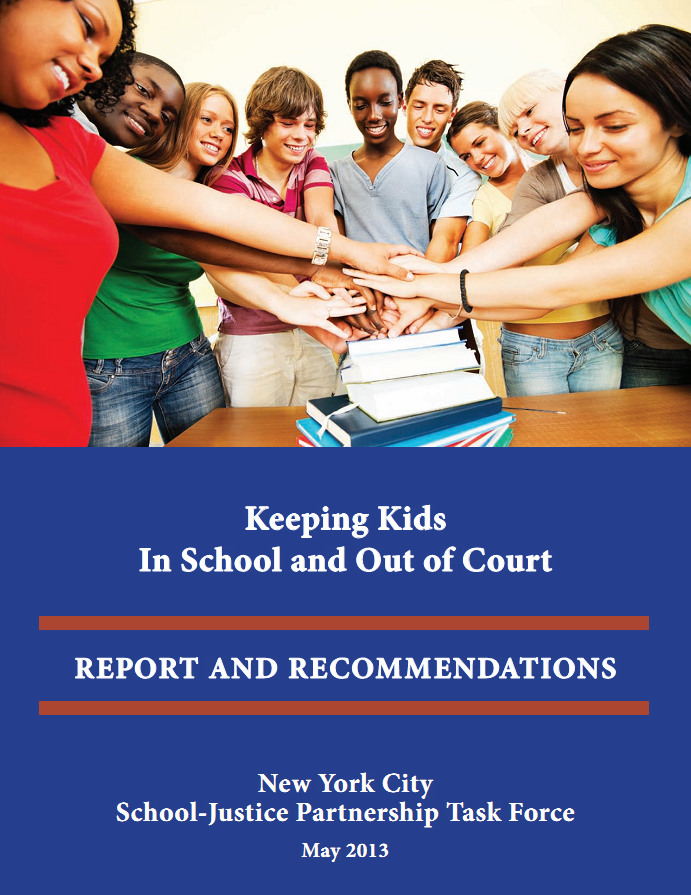 Keeping Kids
In School and Out of Court
REPORT AND RECOMMENDATIONS
New York City
School-Justice Partnership Task Force
May 2013